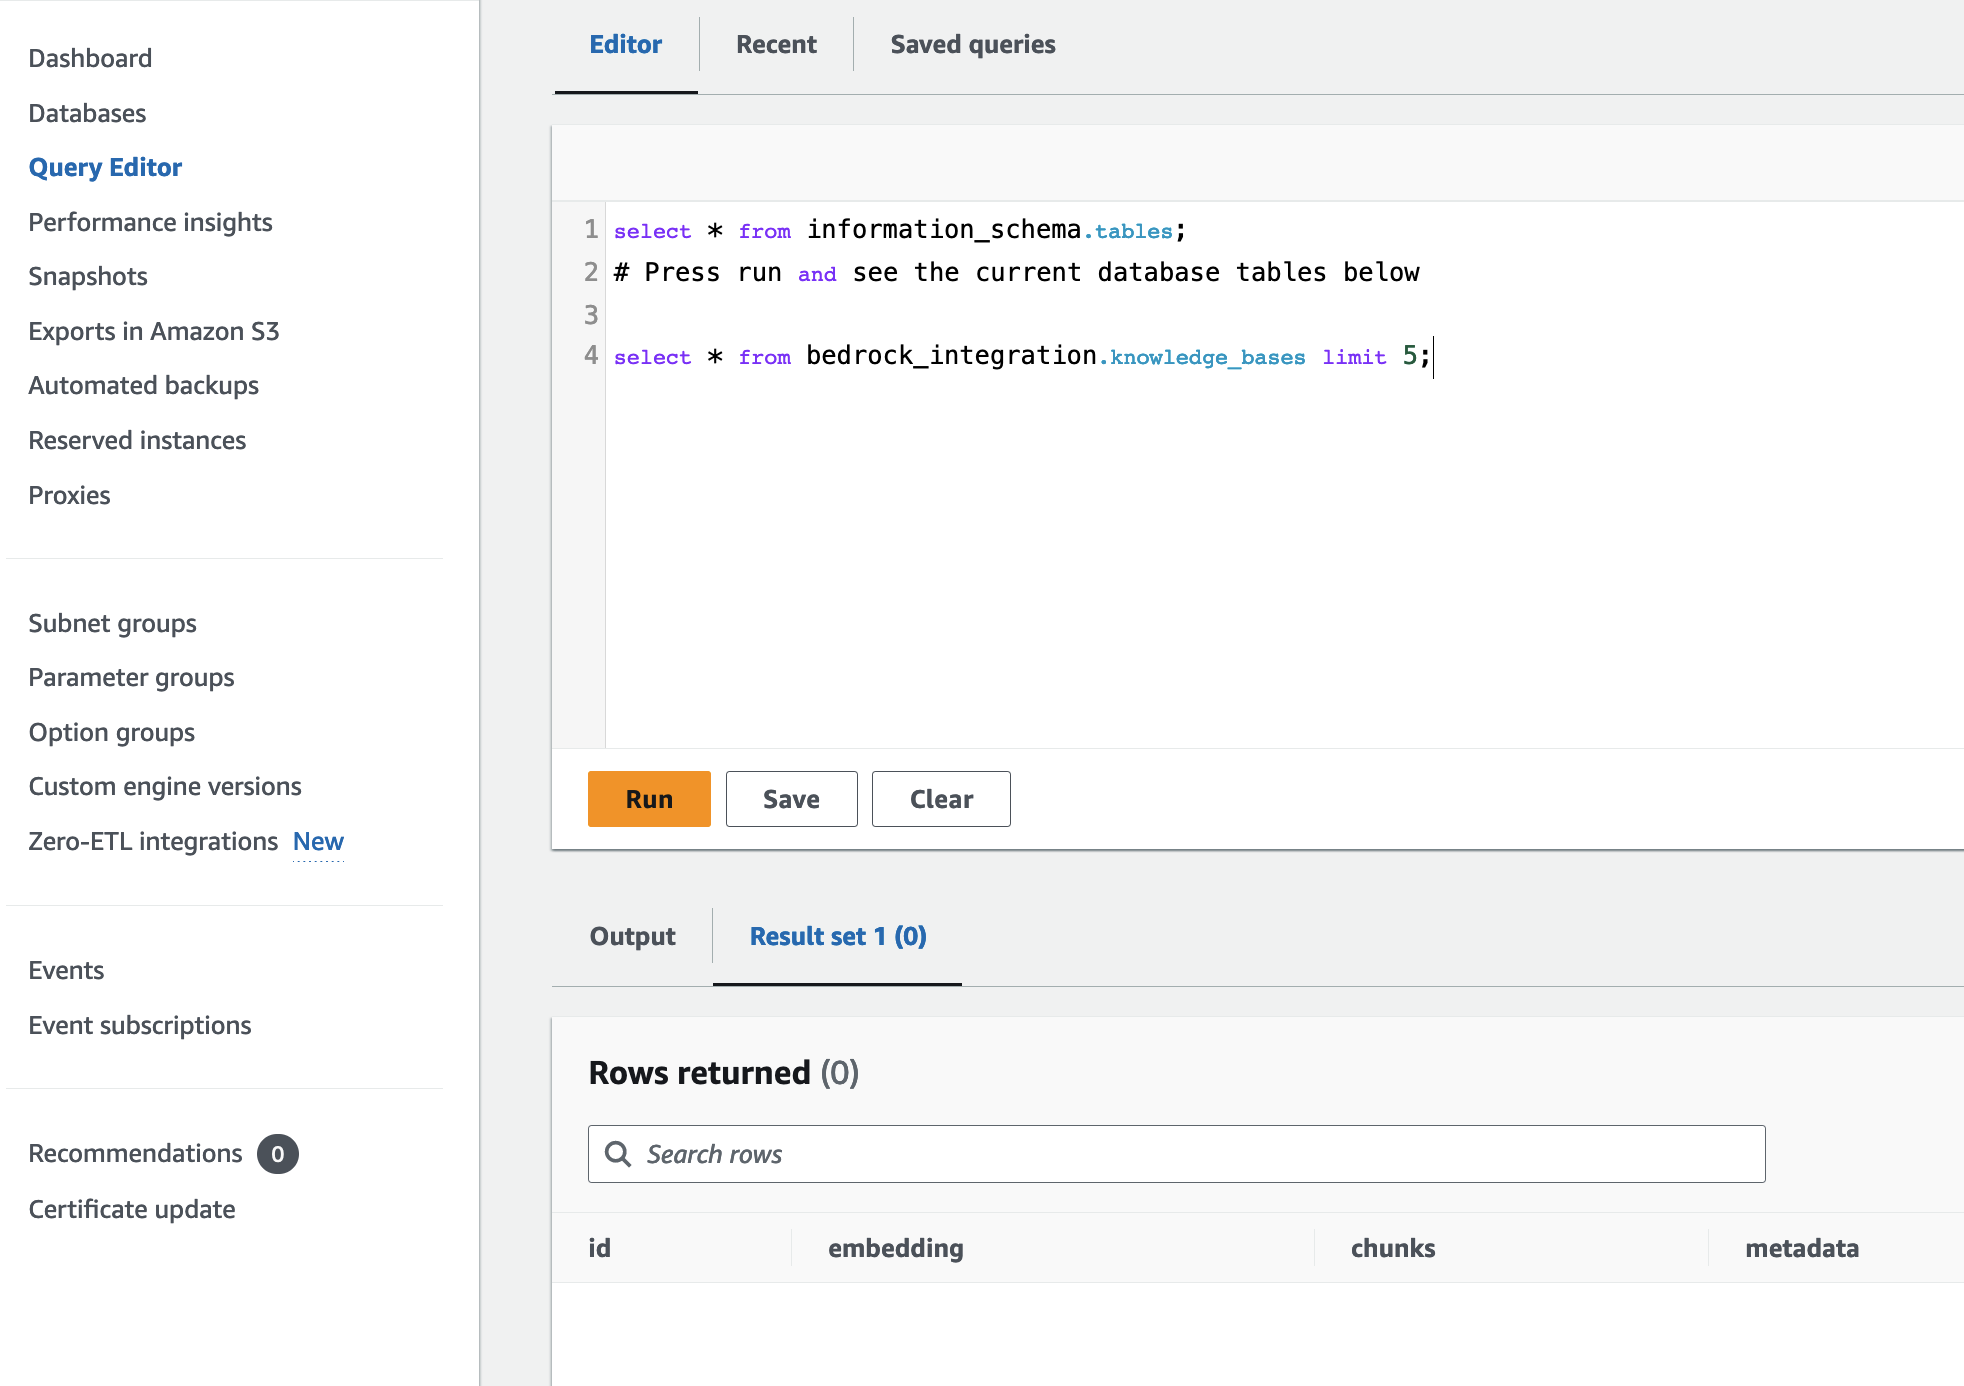 Dashboard
Databases
Query Editor
Performance insights
Snapshots
Exports in Amazon S3
Automated backups
Reserved instances
Proxies
Subnet groups
Parameter groups
Option groups
Custom engine versions
Zero-ETL integrations New
Events
Event subscriptions
Recommendations 0
Certificate update
Editor Recent Saved queries
1 select * from information_schema.tables;
2 # Press run and see the current database tables below
3
4 select * from bedrock_integration.knowledge_bases limit 5;
Run Save Clear
Output Result set 1 (0)
Rows returned (0)
Search rows
id embedding chunks metadata